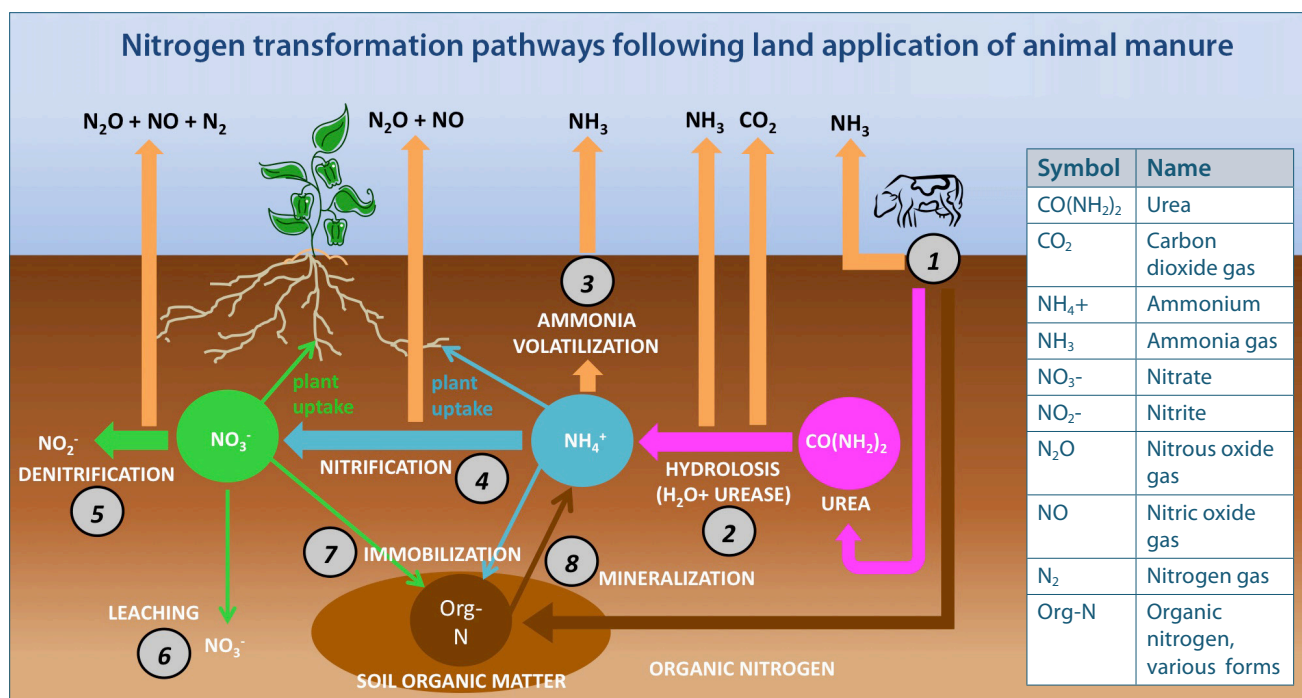 Nitrogen transformation pathways following land application of animal manure
N₂O + NO + N₂
N₂O + NO
NH₃
NH₃
CO₂
NH₃
1
3
AMMONIA
VOLATILIZATION
plant
uptake
plant
uptake
NO₂⁻
DENITRIFICATION
5
NO₃⁻
NITRIFICATION
4
NH₄⁺
HYDROLOSIS
(H₂O+ UREASE)
2
CO(NH₂)₂
UREA
7
IMMOBILIZATION
8
MINERALIZATION
LEACHING
6
NO₃⁻
Org-
N
SOIL ORGANIC MATTER
ORGANIC NITROGEN
Symbol Name
CO(NH₂)₂ Urea
CO₂ Carbon
dioxide gas
NH₄+ Ammonium
NH₃ Ammonia gas
NO₃- Nitrate
NO₂- Nitrite
N₂O Nitrous oxide
gas
NO Nitric oxide
gas
N₂ Nitrogen gas
Org-N Organic
nitrogen,
various forms